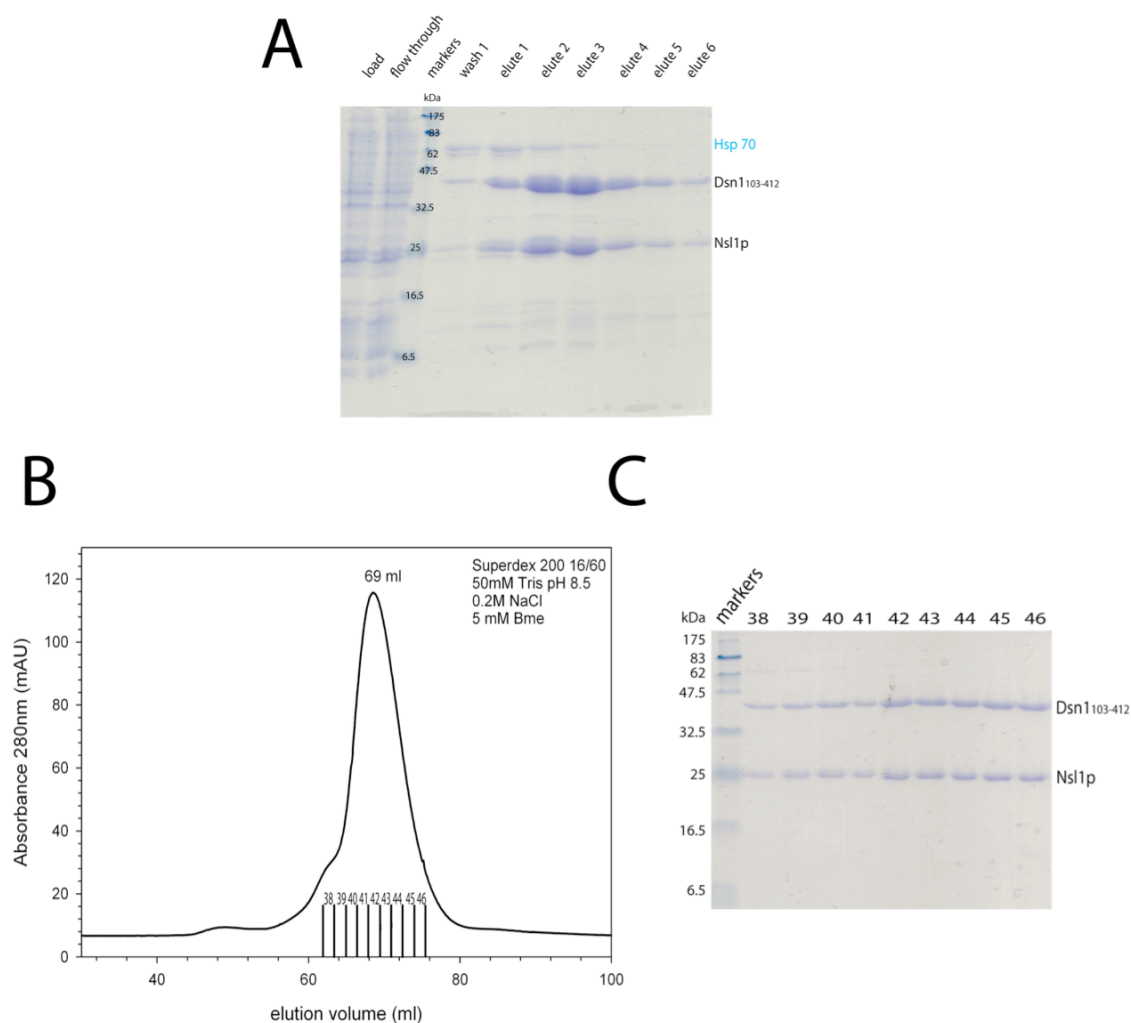 A
load
flow through
markers
wash 1
elute 1
elute 2
elute 3
elute 4
elute 5
elute 6
kDa
175
83
62
47.5
32.5
25
16.5
6.5
Hsp 70
Dsn1103-412
Nsl1p
B
69 ml
Superdex 200 16/60
50mM Tris pH 8.5
0.2M NaCl
5 mM Bme
Absorbance 280nm (mAU)
120
100
80
60
40
20
0
38 39 40 41 42 43 44 45 46
40 60 80 100
elution volume (ml)
C
kDa markers 38 39 40 41 42 43 44 45 46
175
83
62
47.5
32.5
25
16.5
6.5
Dsn1103-412
Nsl1p